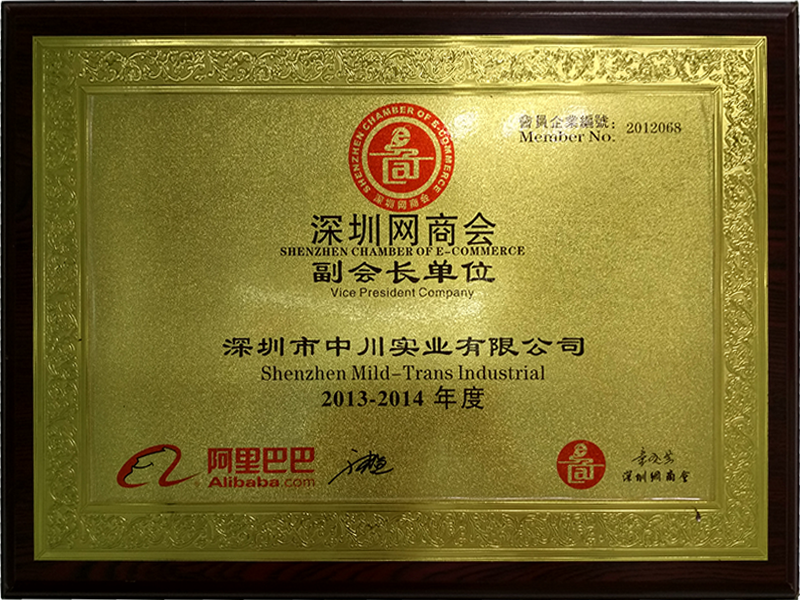 會員企業編號:
Member No: 2012068
SHENZHEN CHAMBER OF E-COMMERCE
深圳网商会
深圳网商会
SHENZHEN CHAMBER OF E-COMMERCE
副会长单位
Vice President Company
深圳市中川实业有限公司
Shenzhen Mild-Trans Industrial
2013-2014 年度
阿里巴巴
Alibaba.com
深圳網商會